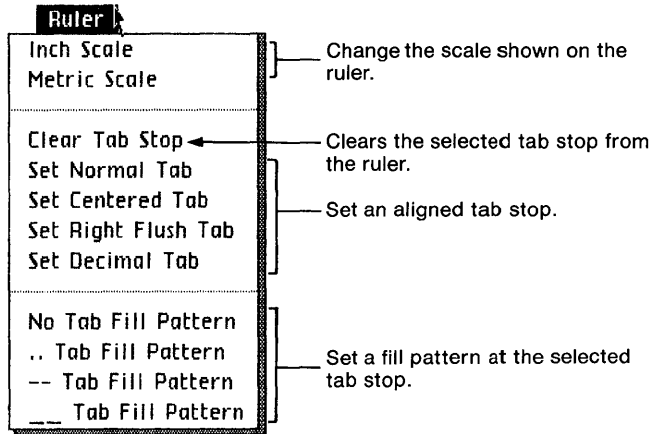 Ruler
Inch Scale
Metric Scale
Change the scale shown on the
ruler.
Clear Tab Stop
Clears the selected tab stop from
the ruler.
Set Normal Tab
Set Centered Tab
Set Right Flush Tab
Set Decimal Tab
Set an aligned tab stop.
No Tab Fill Pattern
.. Tab Fill Pattern
-- Tab Fill Pattern
__ Tab Fill Pattern
Set a fill pattern at the selected
tab stop.